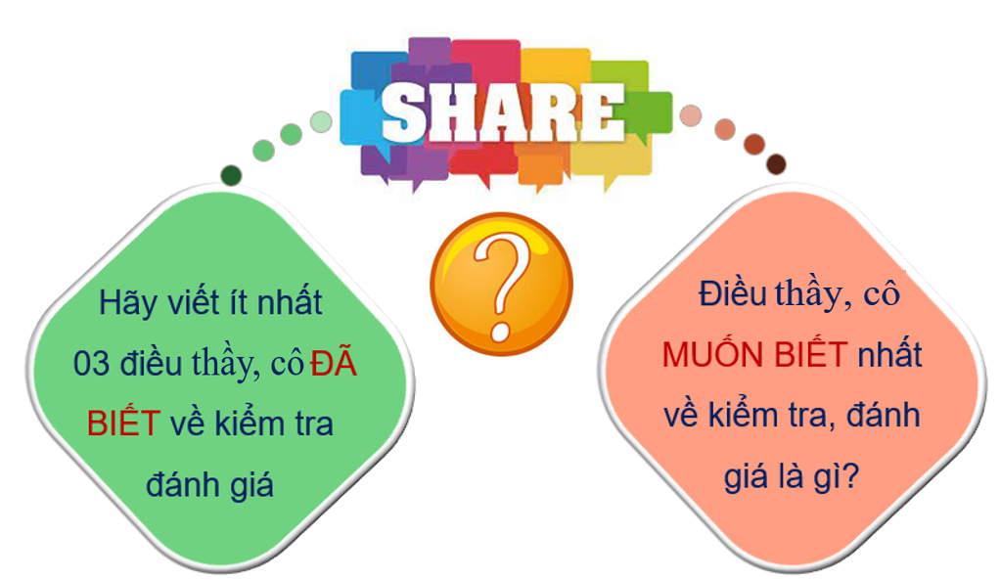 SHARE
?
Hãy viết ít nhất
03 điều thầy, cô ĐÃ
BIẾT về kiểm tra
đánh giá
Điều thầy, cô
MUỐN BIẾT nhất
về kiểm tra, đánh
giá là gì?